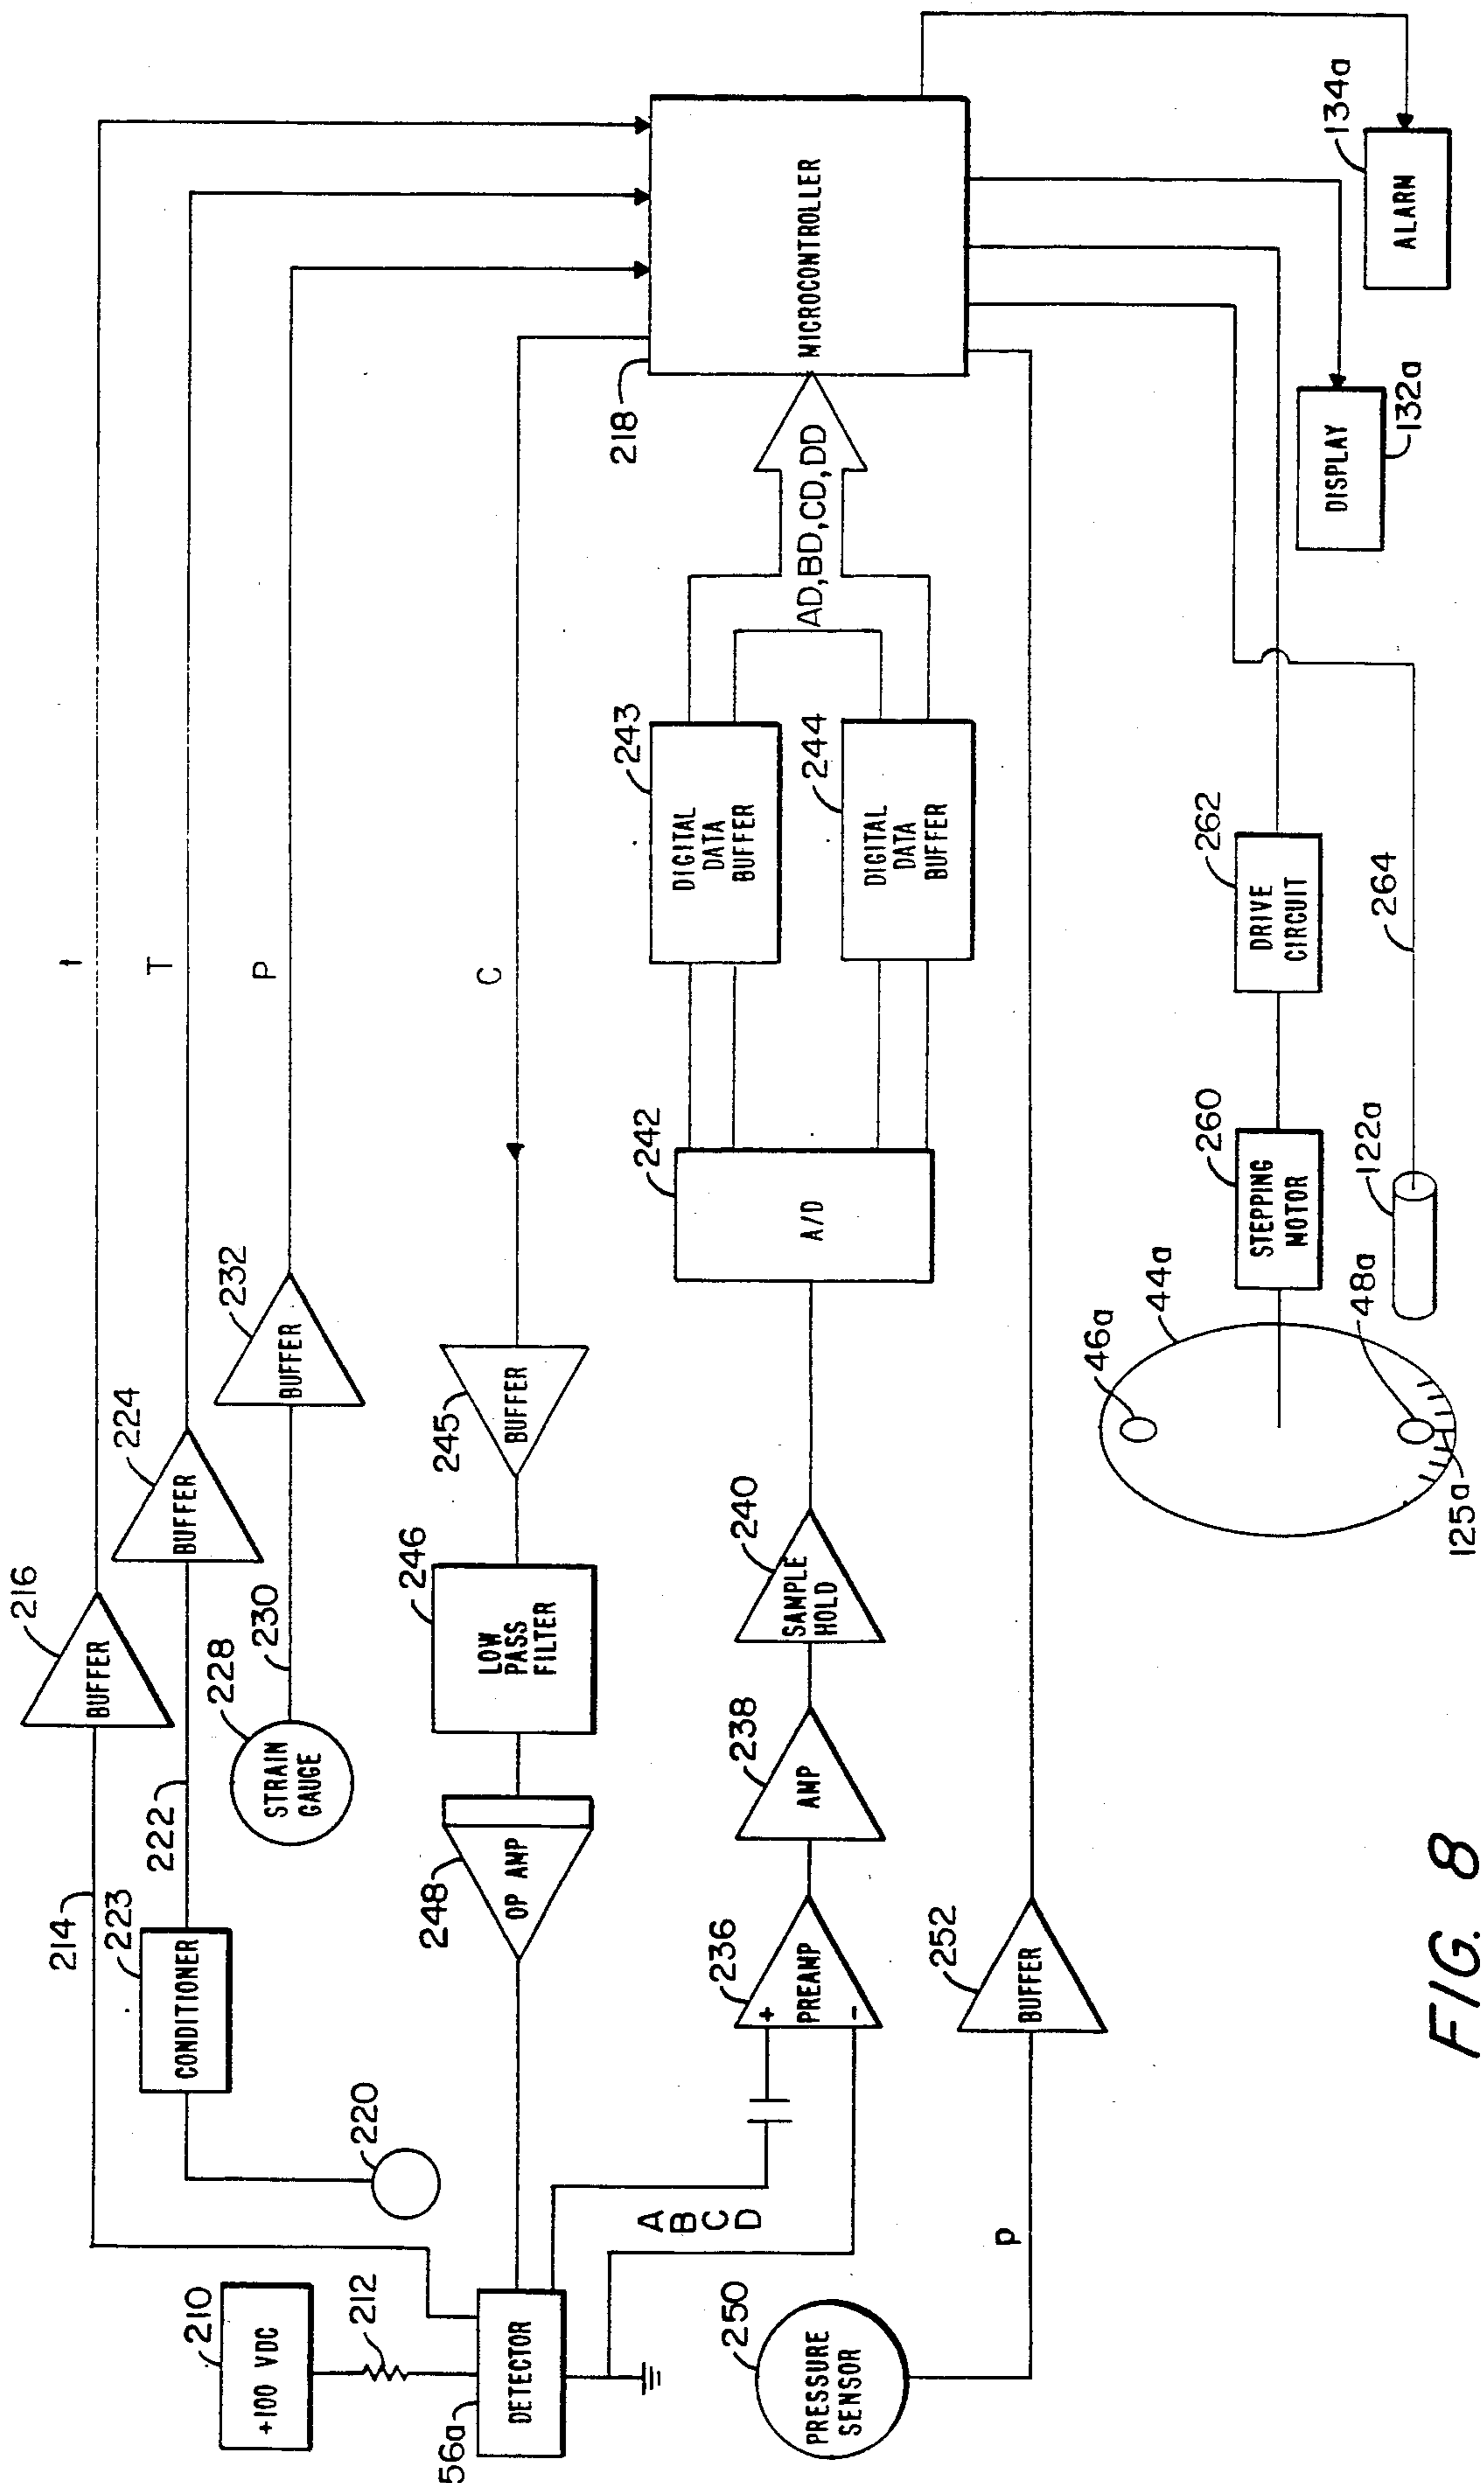 216
BUFFER
214
t
224
BUFFER
222
223
CONDITIONER
T
220
232
BUFFER
230
228
STRAIN
GAUGE
P
210
+100 VDC
212
56a
DETECTOR
248
OP AMP
246
LOW
PASS
FILTER
245
BUFFER
C
A
B
C
D
236
+
PREAMP
-
238
AMP
240
SAMPLE
HOLD
242
A/D
243
DIGITAL
DATA
BUFFER
244
DIGITAL
DATA
BUFFER
AD,BD,CD,DD
218
MICROCONTROLLER
250
PRESSURE
SENSOR
p
252
BUFFER
46a
44a
48a
125a
122a
260
STEPPING
MOTOR
262
DRIVE
CIRCUIT
264
DISPLAY
132a
ALARM
134a
FIG. 8